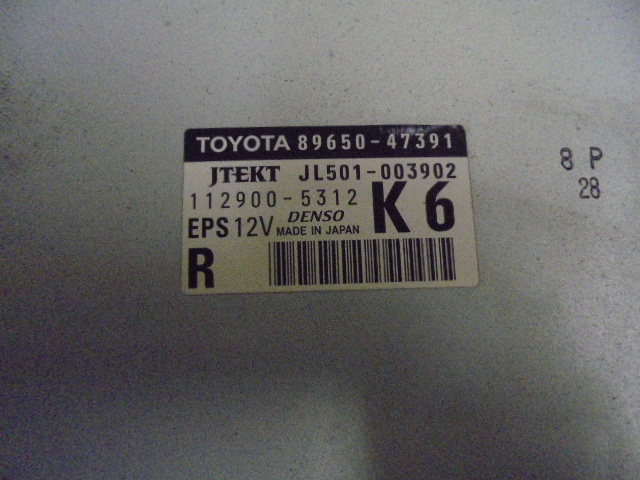 TOYOTA 89650-47391
JTEKT JL501-003902
112900-5312
EPS 12V DENSO MADE IN JAPAN
K6
R
8 P
28